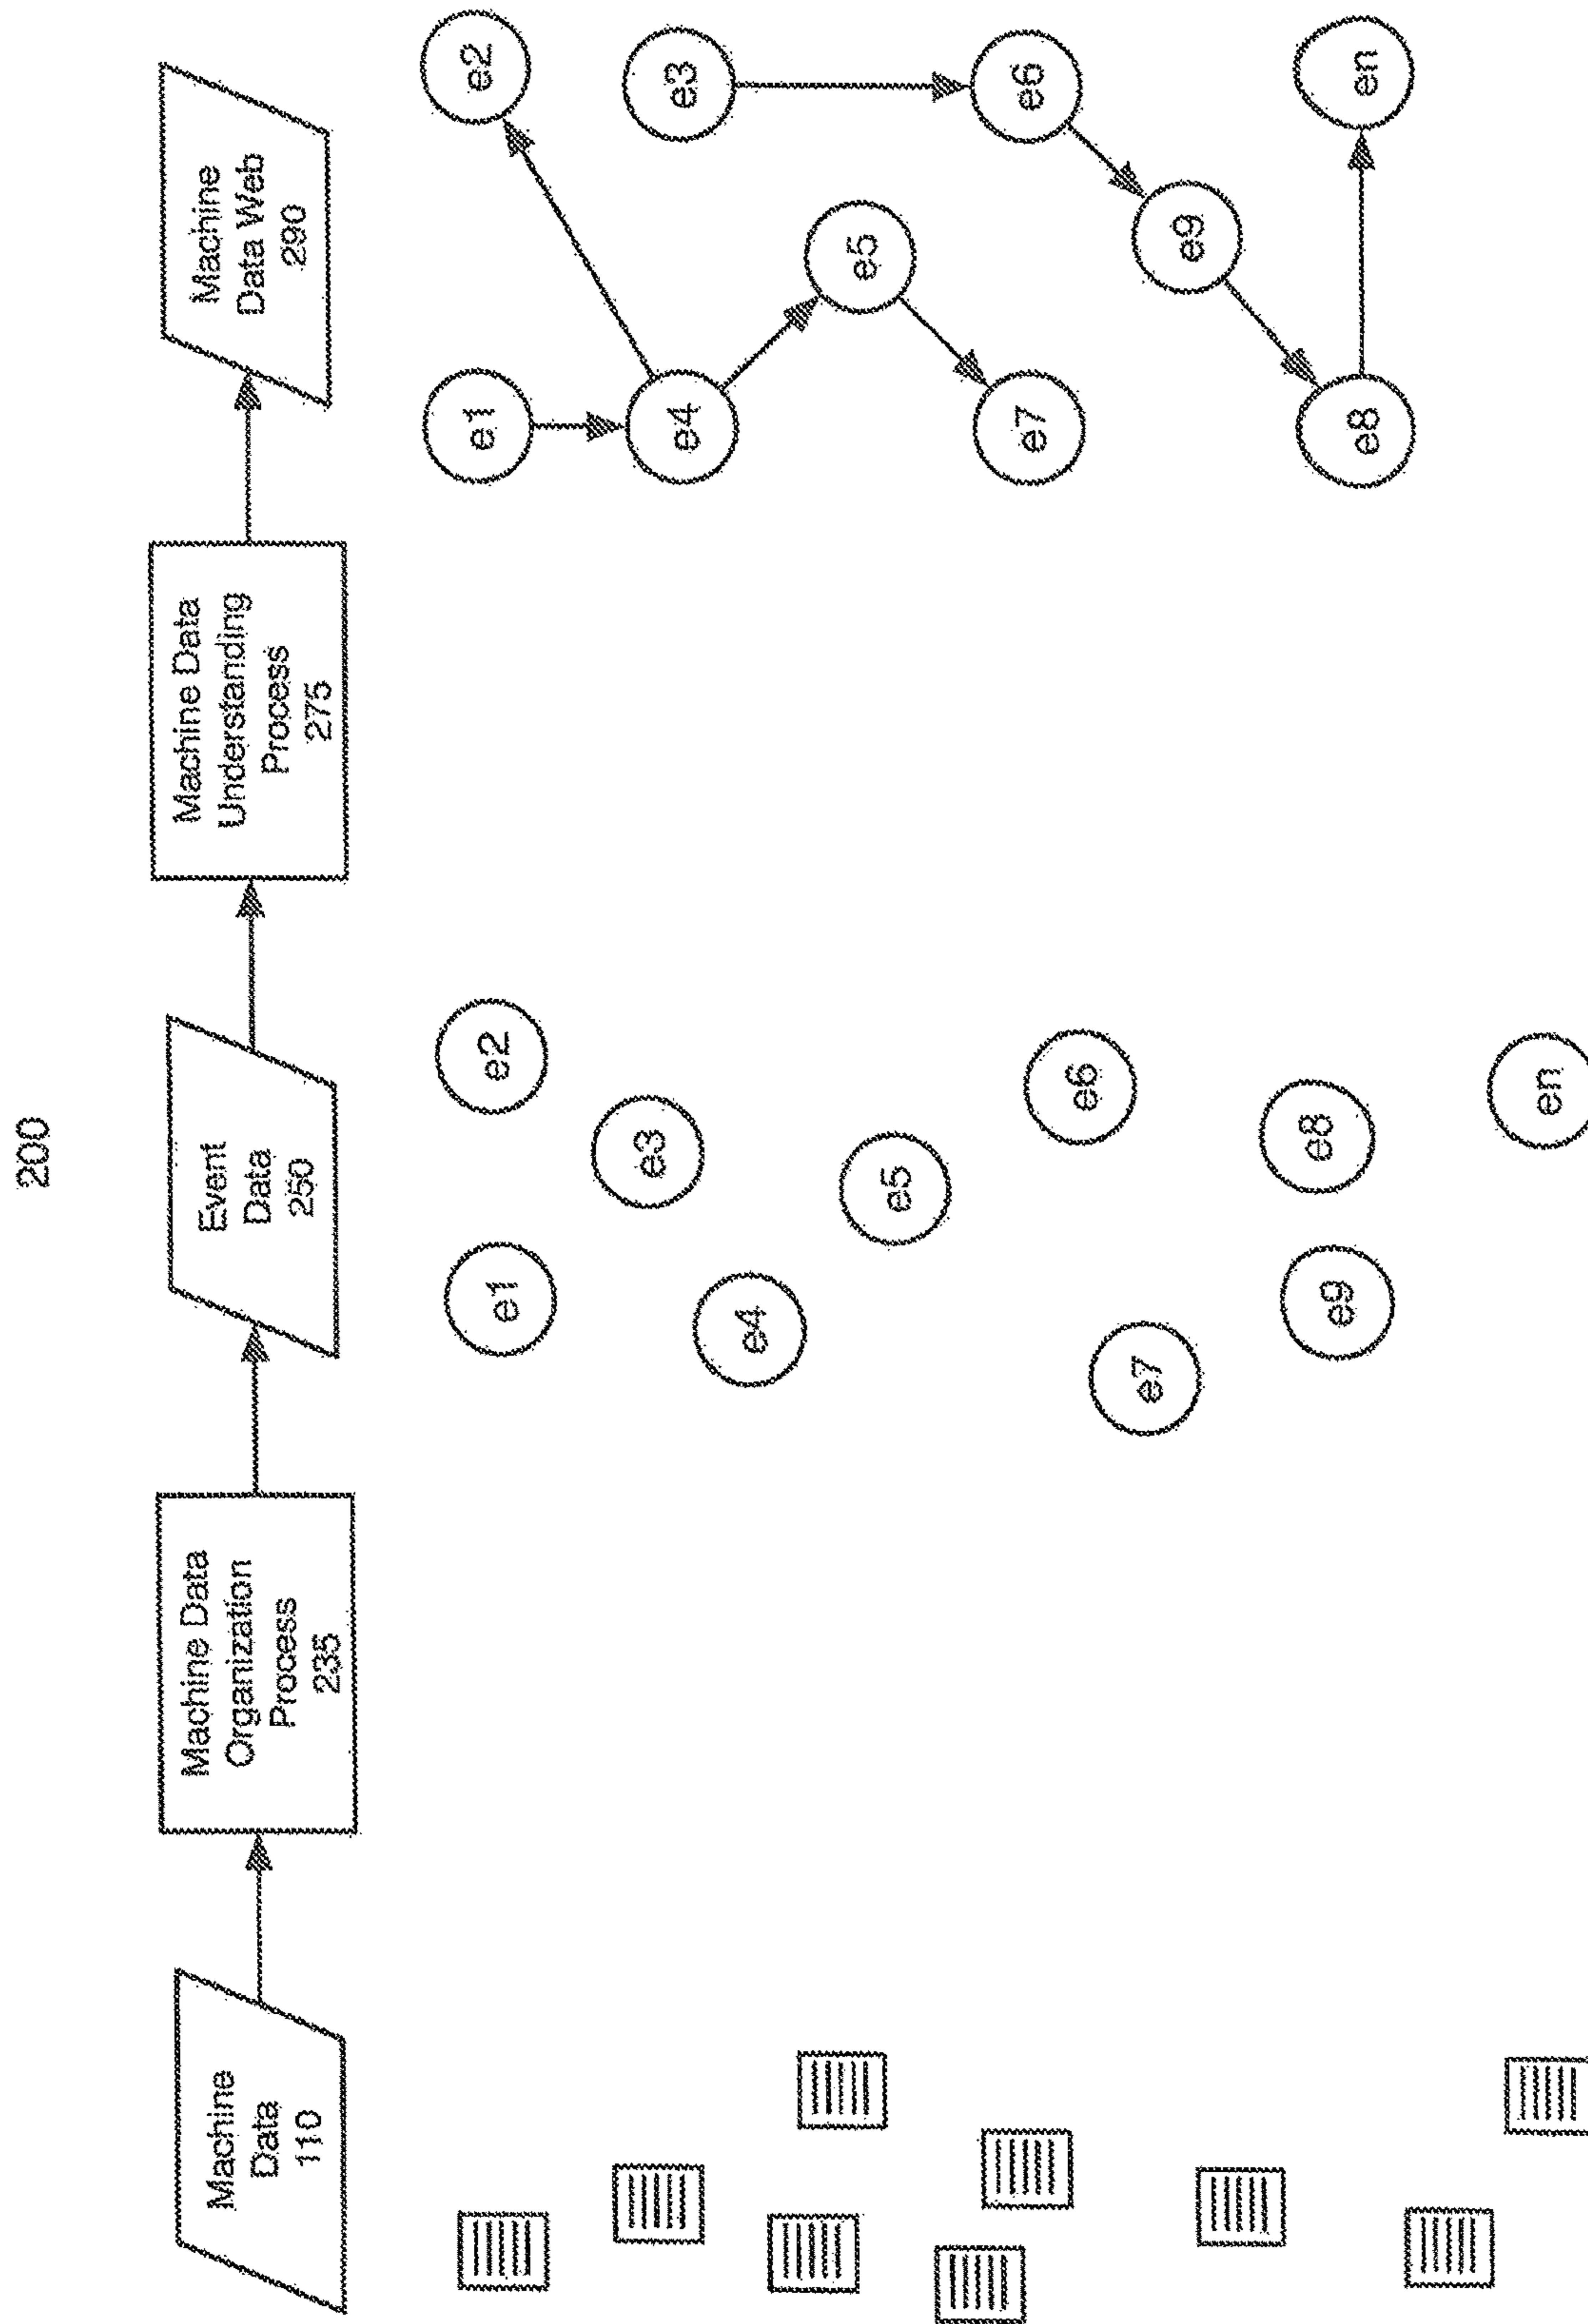 200
Machine
Data
110
Machine Data
Organization
Process
235
Event
Data
250
Machine Data
Understanding
Process
275
Machine
Data Web
290
e1
e2
e3
e4
e5
e6
e7
e8
e9
en
e1
e2
e3
e4
e5
e6
e7
e9
e8
en